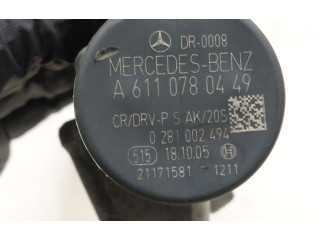 DR-0008
MERCEDES-BENZ
A 611 078 04 49
CR/DRV-P S AK/20S
0 281 002 494
515 18.10.05
21171581 1211